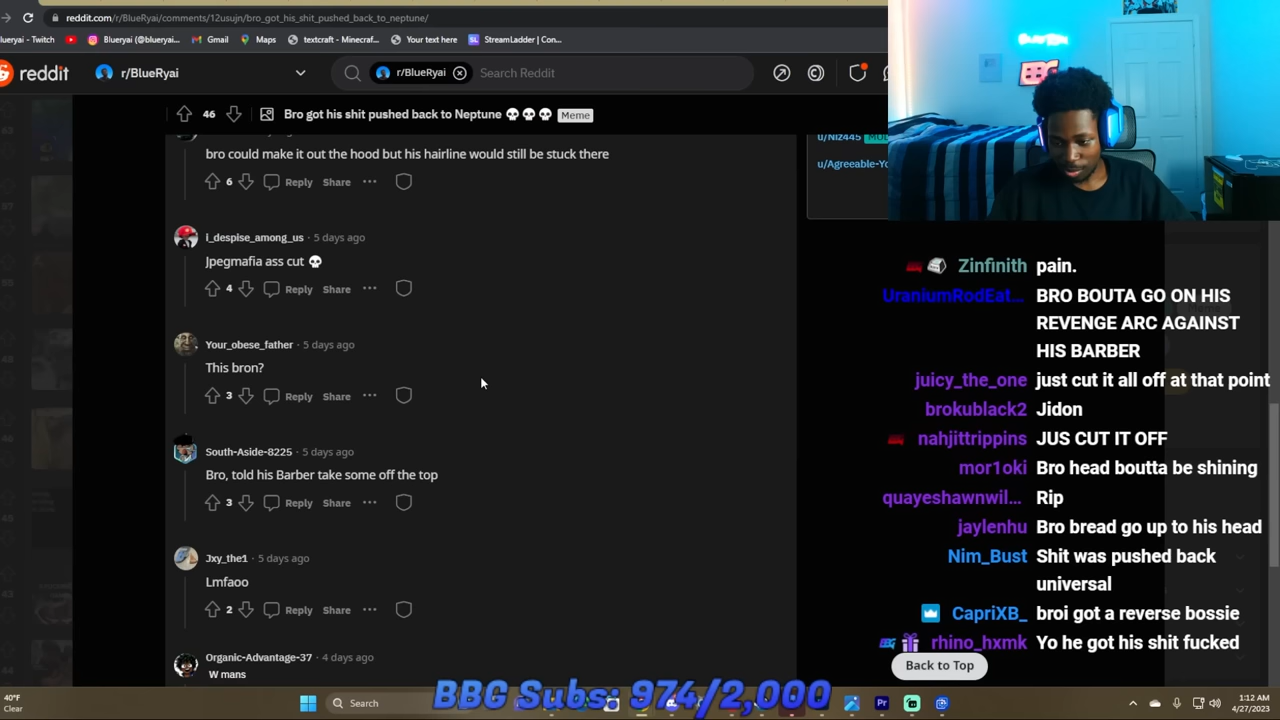 reddit.com/r/BlueRyai/comments/12usujn/bro_got_his_shit_pushed_back_to_neptune/
lueryai - Twitch
Blueryai (@blueryai...
Gmail
Maps
textcraft - Minecraf...
Your text here
StreamLadder | Con...
reddit
r/BlueRyai
r/BlueRyai
Search Reddit
46
Bro got his shit pushed back to Neptune 💀💀💀
Meme
bro could make it out the hood but his hairline would still be stuck there
6
Reply
Share
i_despise_among_us · 5 days ago
Jpegmafia ass cut 💀
4
Reply
Share
Your_obese_father · 5 days ago
This bron?
3
Reply
Share
South-Aside-8225 · 5 days ago
Bro, told his Barber take some off the top
3
Reply
Share
Jxy_the1 · 5 days ago
Lmfaoo
2
Reply
Share
Organic-Advantage-37 · 4 days ago
W mans
u/Niz445
u/Agreeable-Yo
Zinfinith pain.
UraniumRodEat... BRO BOUTA GO ON HIS
REVENGE ARC AGAINST
HIS BARBER
juicy_the_one just cut it all off at that point
brokublack2 Jidon
nahjittrippins JUS CUT IT OFF
mor1oki Bro head boutta be shining
quayeshawnwil... Rip
jaylenhu Bro bread go up to his head
Nim_Bust Shit was pushed back
universal
CapriXB_ broi got a reverse bossie
rhino_hxmk Yo he got his shit fucked
Back to Top
BBG Subs: 974/2,000
40°F
Clear
Search
1:12 AM
4/27/2023